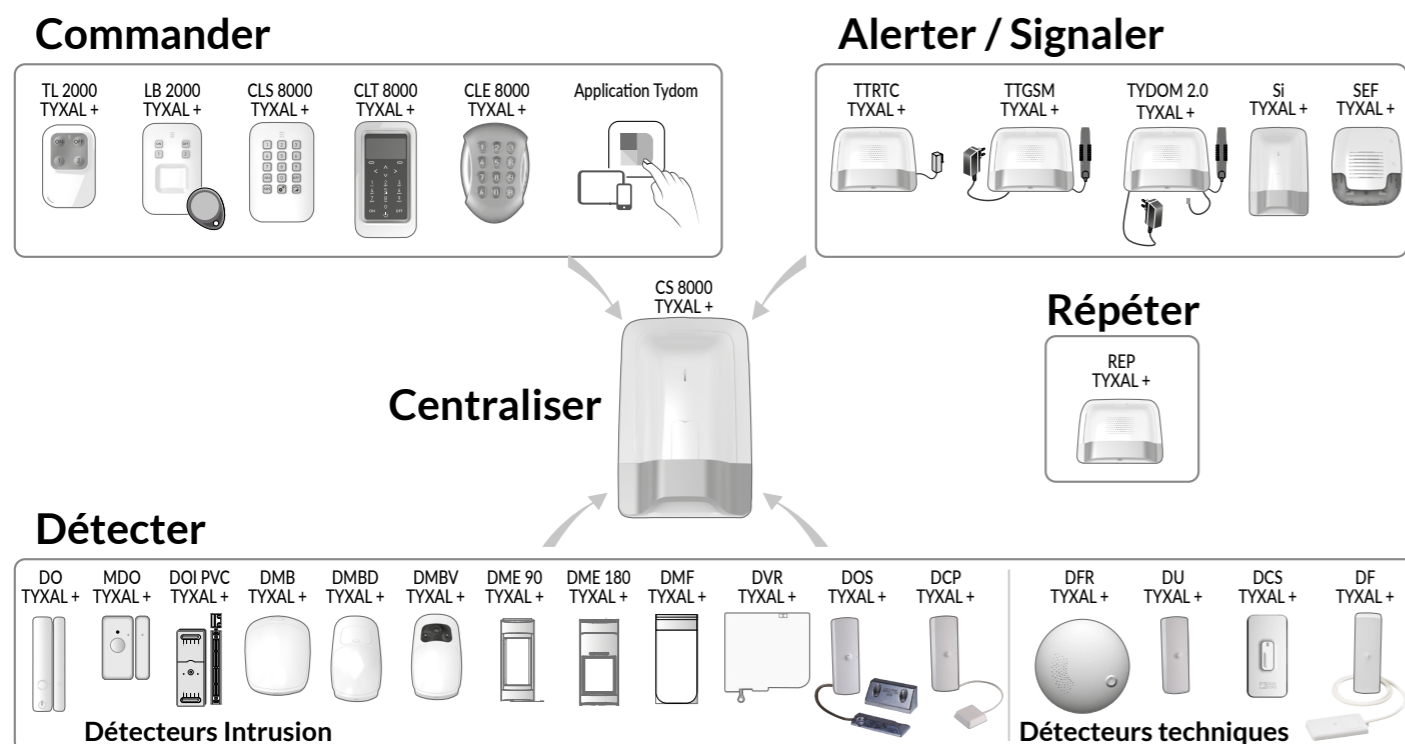 Commander
TL 2000
TYXAL +
LB 2000
TYXAL +
CLS 8000
TYXAL +
CLT 8000
TYXAL +
CLE 8000
TYXAL +
Application Tydom
Alerter / Signaler
TTRTC
TYXAL +
TTGSM
TYXAL +
TYDOM 2.0
TYXAL +
Si
TYXAL +
SEF
TYXAL +
CS 8000
TYXAL +
Centraliser
Répéter
REP
TYXAL +
Détecter
DO
TYXAL +
MDO
TYXAL +
DOI PVC
TYXAL +
DMB
TYXAL +
DMBD
TYXAL +
DMBV
TYXAL +
DME 90
TYXAL +
DME 180
TYXAL +
DMF
TYXAL +
DVR
TYXAL +
DOS
TYXAL +
DCP
TYXAL +
Détecteurs Intrusion
DFR
TYXAL +
DU
TYXAL +
DCS
TYXAL +
DF
TYXAL +
Détecteurs techniques